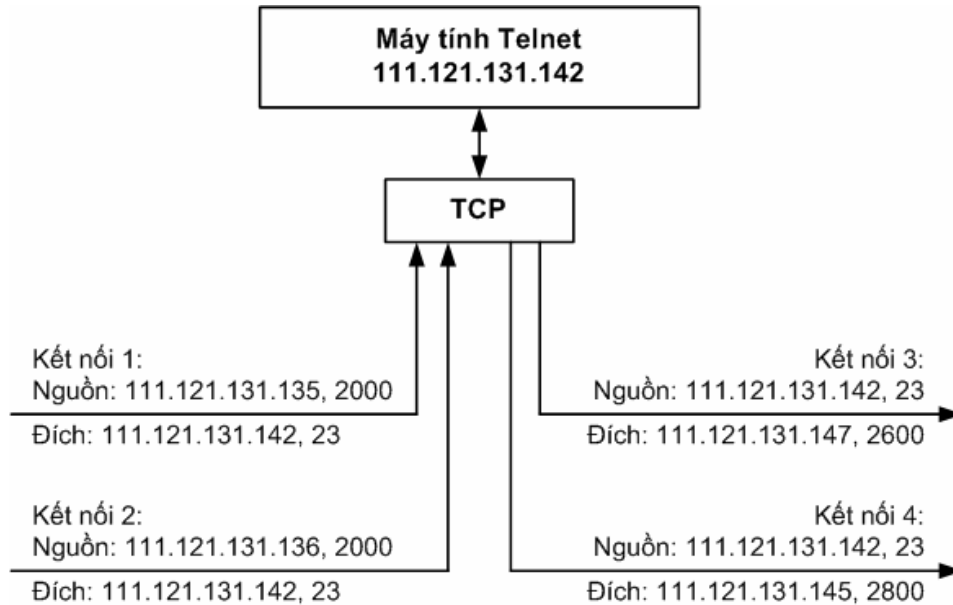 Máy tính Telnet
111.121.131.142
TCP
Kết nối 1:
Nguồn: 111.121.131.135, 2000
Đích: 111.121.131.142, 23
Kết nối 2:
Nguồn: 111.121.131.136, 2000
Đích: 111.121.131.142, 23
Kết nối 3:
Nguồn: 111.121.131.142, 23
Đích: 111.121.131.147, 2600
Kết nối 4:
Nguồn: 111.121.131.142, 23
Đích: 111.121.131.145, 2800